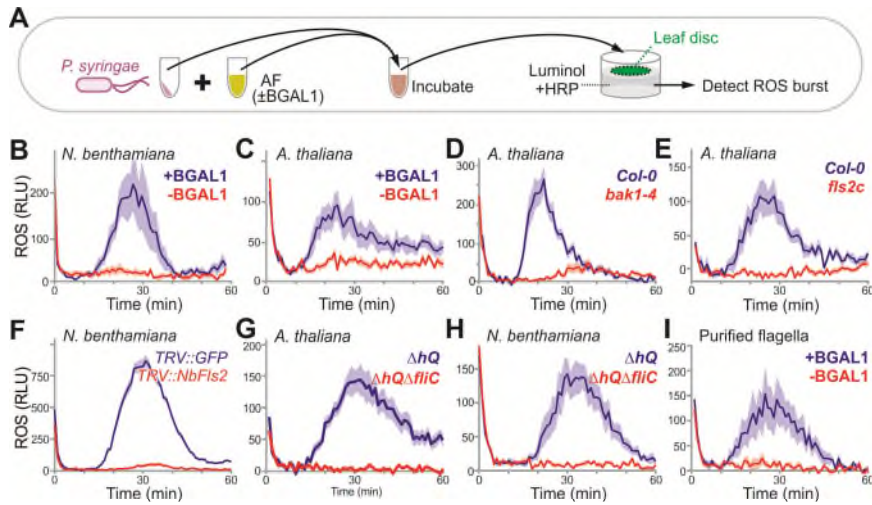 A
P. syringae
AF
(±BGAL1)
Incubate
Luminol
+HRP
Leaf disc
Detect ROS burst
B
N. benthamiana
+BGAL1
-BGAL1
ROS (RLU)
200
100
0
0
30
60
Time (min)
C
A. thaliana
+BGAL1
-BGAL1
150
100
50
0
0
30
60
Time (min)
D
A. thaliana
Col-0
bak1-4
300
200
100
0
0
30
60
Time (min)
E
A. thaliana
Col-0
fls2c
150
100
50
0
0
30
60
Time (min)
F
N. benthamiana
TRV::GFP
TRV::NbFls2
ROS (RLU)
750
500
250
0
0
30
60
Time (min)
G
A. thaliana
ΔhQ
ΔhQΔfliC
200
150
100
50
0
0
30
60
Time (min)
H
N. benthamiana
ΔhQ
ΔhQΔfliC
150
100
50
0
0
30
60
Time (min)
I
Purified flagella
+BGAL1
-BGAL1
250
200
150
100
50
0
0
30
60
Time (min)